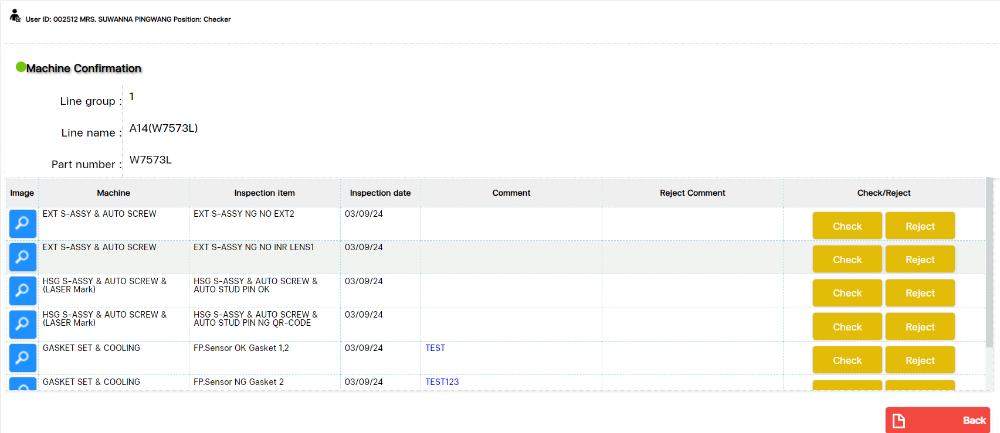 User ID: 002512 MRS. SUWANNA PINGWANG Position: Checker
Machine Confirmation
Line group : 1
Line name : A14(W7573L)
Part number : W7573L
Image Machine Inspection item Inspection date Comment Reject Comment Check/Reject
EXT S-ASSY & AUTO SCREW EXT S-ASSY NG NO EXT2 03/09/24 Check Reject
EXT S-ASSY & AUTO SCREW EXT S-ASSY NG NO INR LENS1 03/09/24 Check Reject
HSG S-ASSY & AUTO SCREW & HSG S-ASSY & AUTO SCREW & 03/09/24 Check Reject
(LASER Mark) AUTO STUD PIN OK
HSG S-ASSY & AUTO SCREW & HSG S-ASSY & AUTO SCREW & 03/09/24 Check Reject
(LASER Mark) AUTO STUD PIN NG QR-CODE
GASKET SET & COOLING FP.Sensor OK Gasket 1,2 03/09/24 TEST Check Reject
GASKET SET & COOLING FP.Sensor NG Gasket 2 03/09/24 TEST123
Back